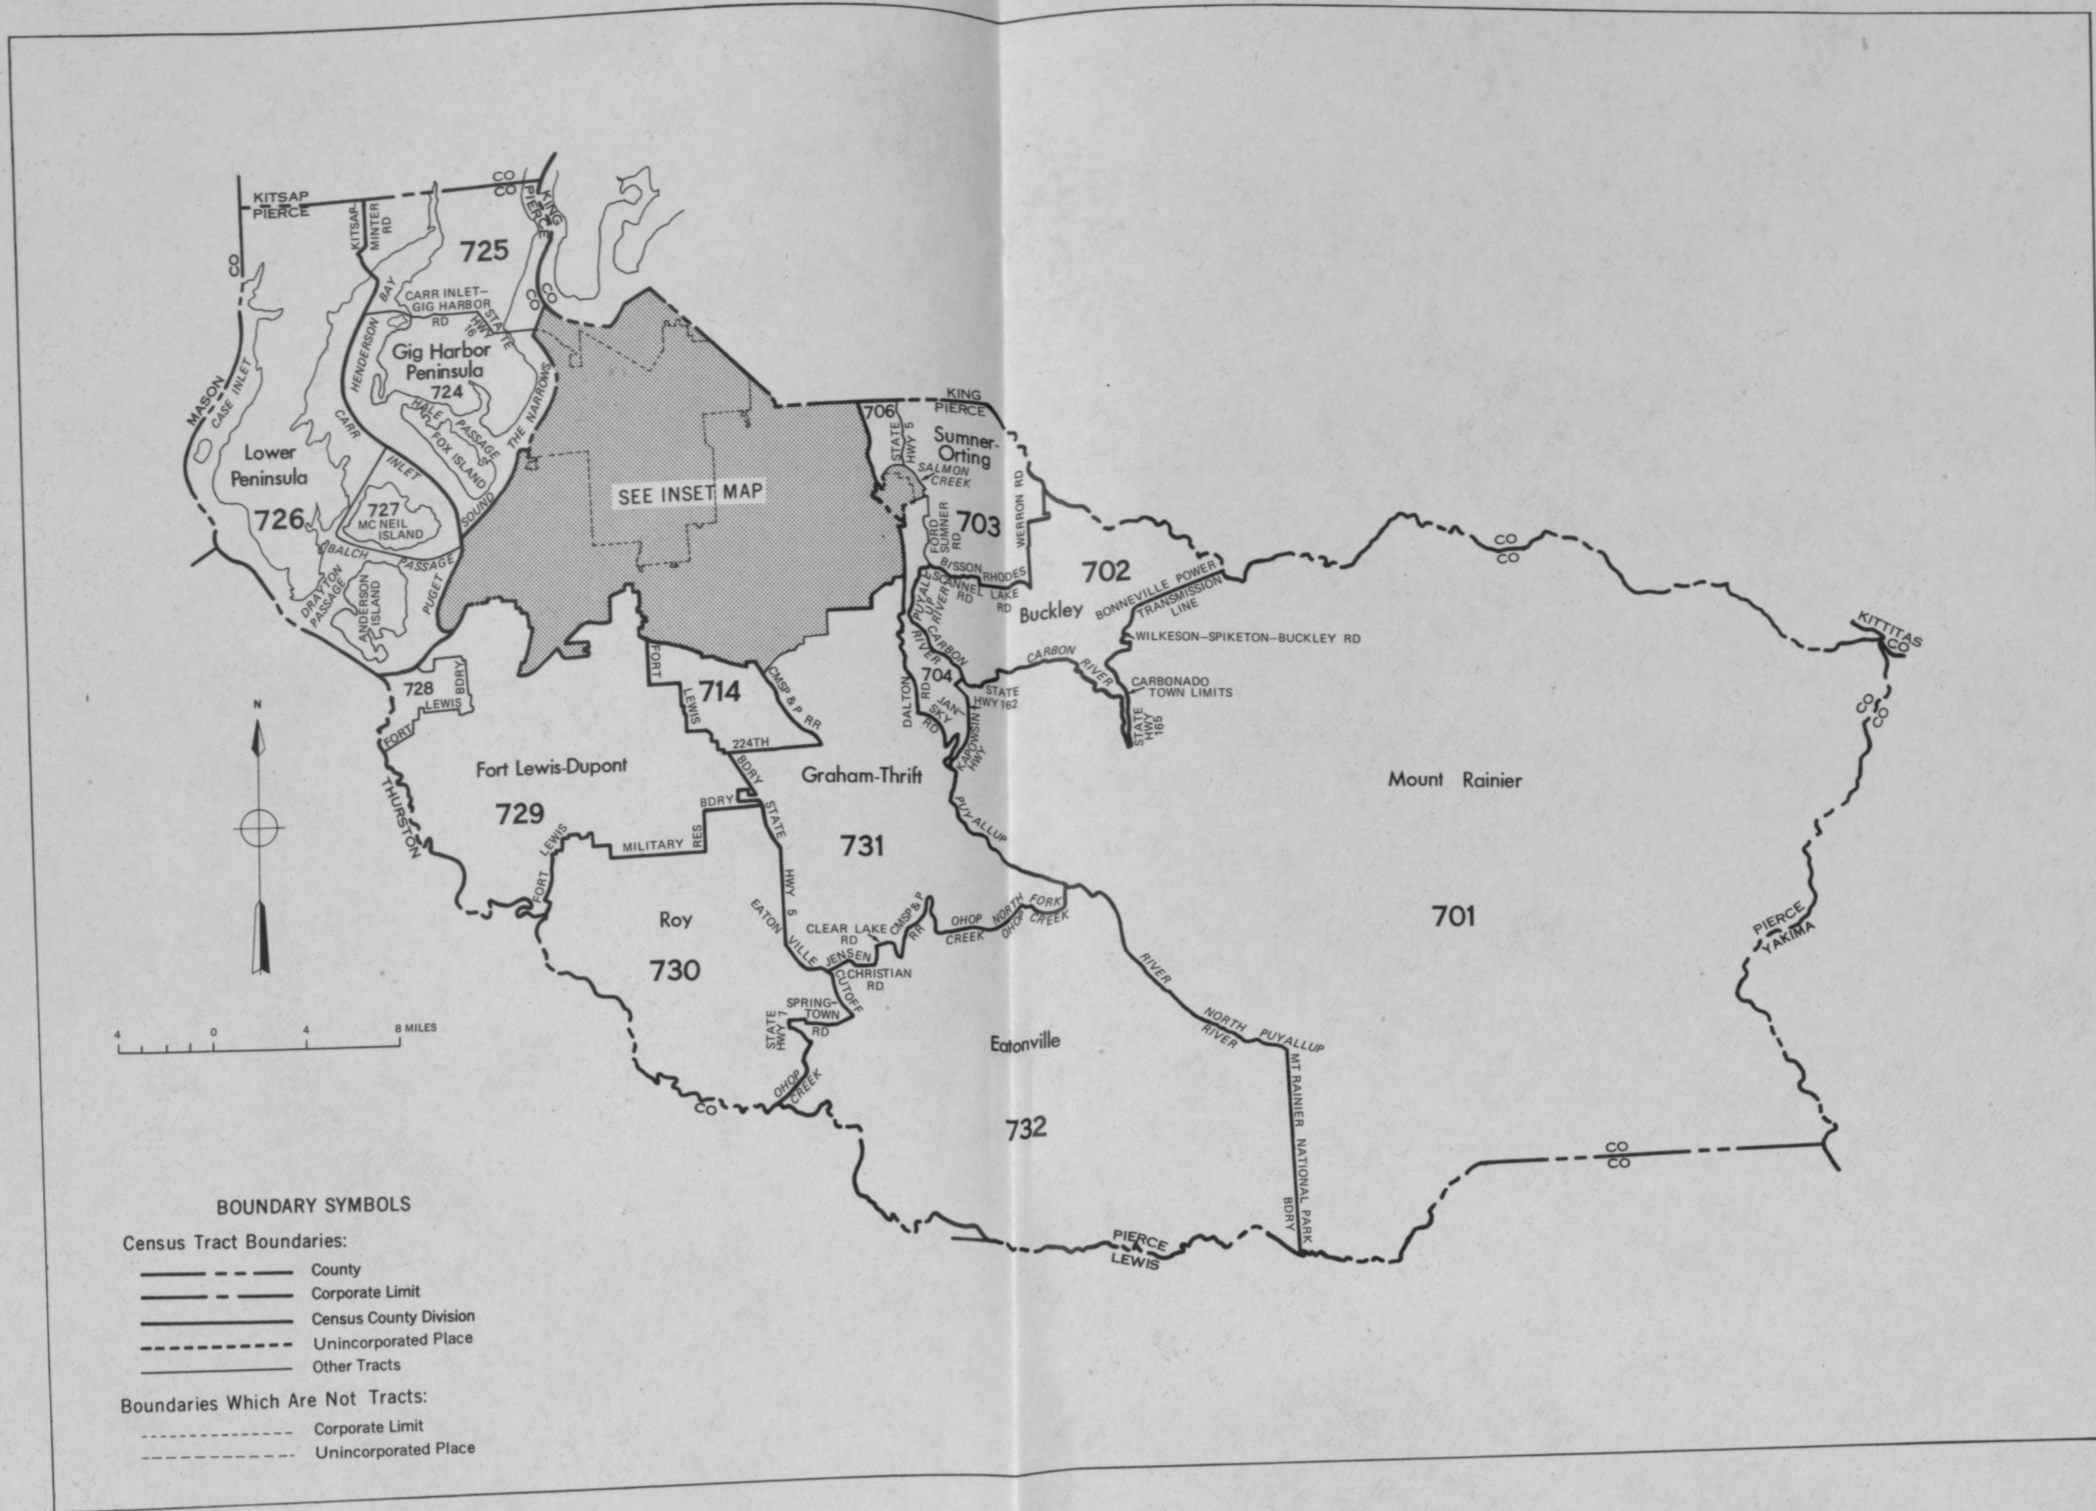 KITSAP
PIERCE
CO
CO
PIERCE
KING
KITSAP
MINTER
RD
CO
725
BAY
CARR INLET–
GIG HARBOR
RD
STATE
HWY
16
CO
CO
HENDERSON
Gig Harbor
Peninsula
724
HALE PASSAGE
FOX ISLAND
THE NARROWS
MASON
CASE INLET
CARR
INLET
Lower
Peninsula
726
727
MC NEIL
ISLAND
SOUND
BALCH
PASSAGE
DRAYTON
PASSAGE
ANDERSON
ISLAND
PUGET
SEE INSET MAP
KING
PIERCE
706
STATE
HWY 5
Sumner-
Orting
SALMON
CREEK
703
WERRON RD
FORD
SUMNER
RD
BISSON
RHODES
SCANNEL
RD
LAKE
RD
702
Buckley
BONNEVILLE POWER
TRANSMISSION
LINE
WILKESON–SPIKETON–BUCKLEY RD
PUYALL
UP
RIVER
CARBON
RIVER
CARBON
RIVER
704
CARBONADO
TOWN LIMITS
STATE
HWY 162
STATE
HWY
165
DALTON
RD
JAN
SKY
RD
KAPOWSIN
HWY
CO
CO
KITTITAS
CO
CO
CO
728
FORT
LEWIS
BDRY
FORT
LEWIS
714
CMSP & P RR
224TH
BDRY
THURSTON
Fort Lewis-Dupont
729
Graham-Thrift
731
Mount Rainier
701
BDRY
STATE
HWY 5
FORT
LEWIS
MILITARY
RES
PUYALLUP
Roy
730
EATON
VILLE
CUTOFF
CLEAR LAKE
RD
CMSP & P
RR
OHOP
CREEK
NORTH
FORK
OHOP
CREEK
JENSEN
CHRISTIAN
RD
SPRING–
TOWN
RD
STATE
HWY 7
OHOP
CREEK
CO
RIVER
NORTH
PUYALLUP
RIVER
PIERCE
YAKIMA
Eatonville
732
MT RAINIER NATIONAL PARK
BDRY
CO
CO
PIERCE
LEWIS
N
4 0 4 8 MILES
BOUNDARY SYMBOLS
Census Tract Boundaries:
County
Corporate Limit
Census County Division
Unincorporated Place
Other Tracts
Boundaries Which Are Not Tracts:
Corporate Limit
Unincorporated Place